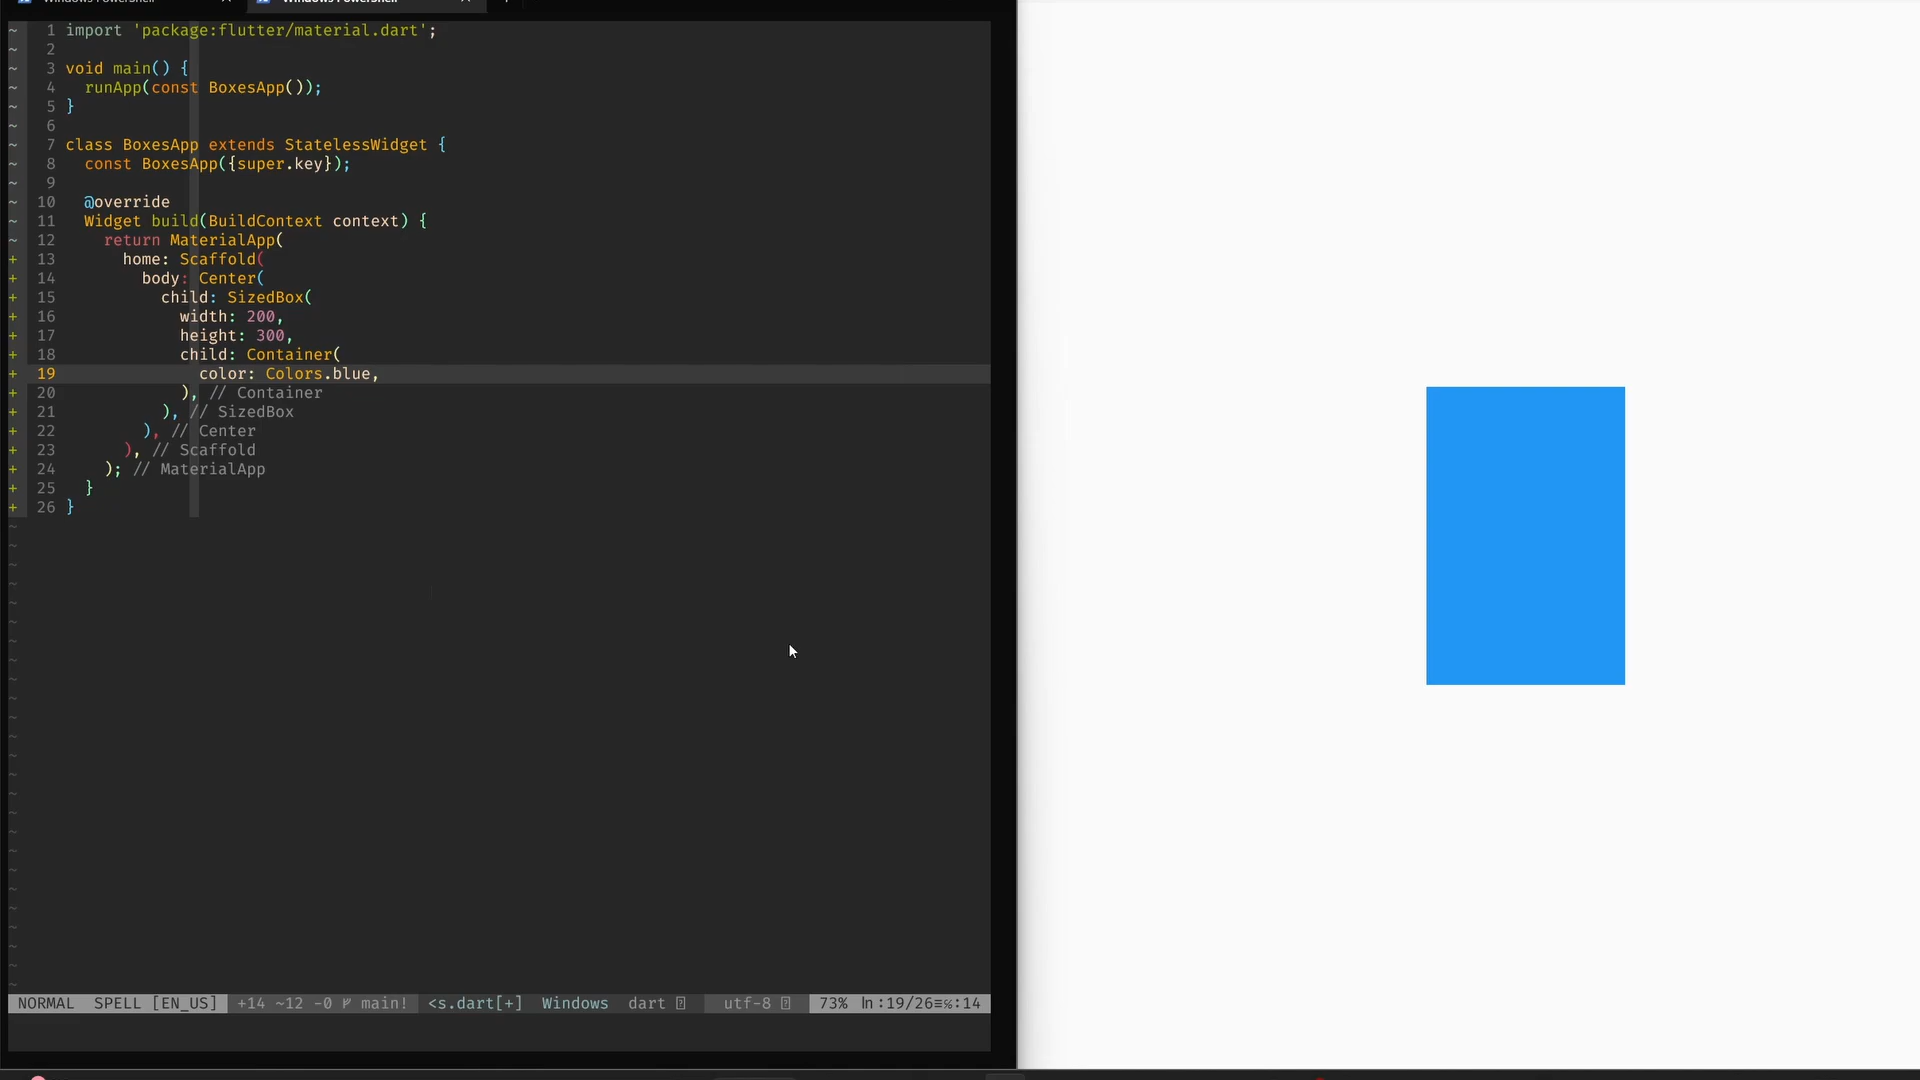 Windows PowerShell
Windows PowerShell
1 import 'package:flutter/material.dart';
2
3 void main() {
4 runApp(const BoxesApp());
5 }
6
7 class BoxesApp extends StatelessWidget {
8 const BoxesApp({super.key});
9
10 @override
11 Widget build(BuildContext context) {
12 return MaterialApp(
13 home: Scaffold(
14 body: Center(
15 child: SizedBox(
16 width: 200,
17 height: 300,
18 child: Container(
19 color: Colors.blue,
20 ), // Container
21 ), // SizedBox
22 ), // Center
23 ), // Scaffold
24 ); // MaterialApp
25 }
26 }
NORMAL SPELL [EN_US] +14 ~12 -0 main! <s.dart[+] Windows dart utf-8 73% ln:19/26≡℅:14